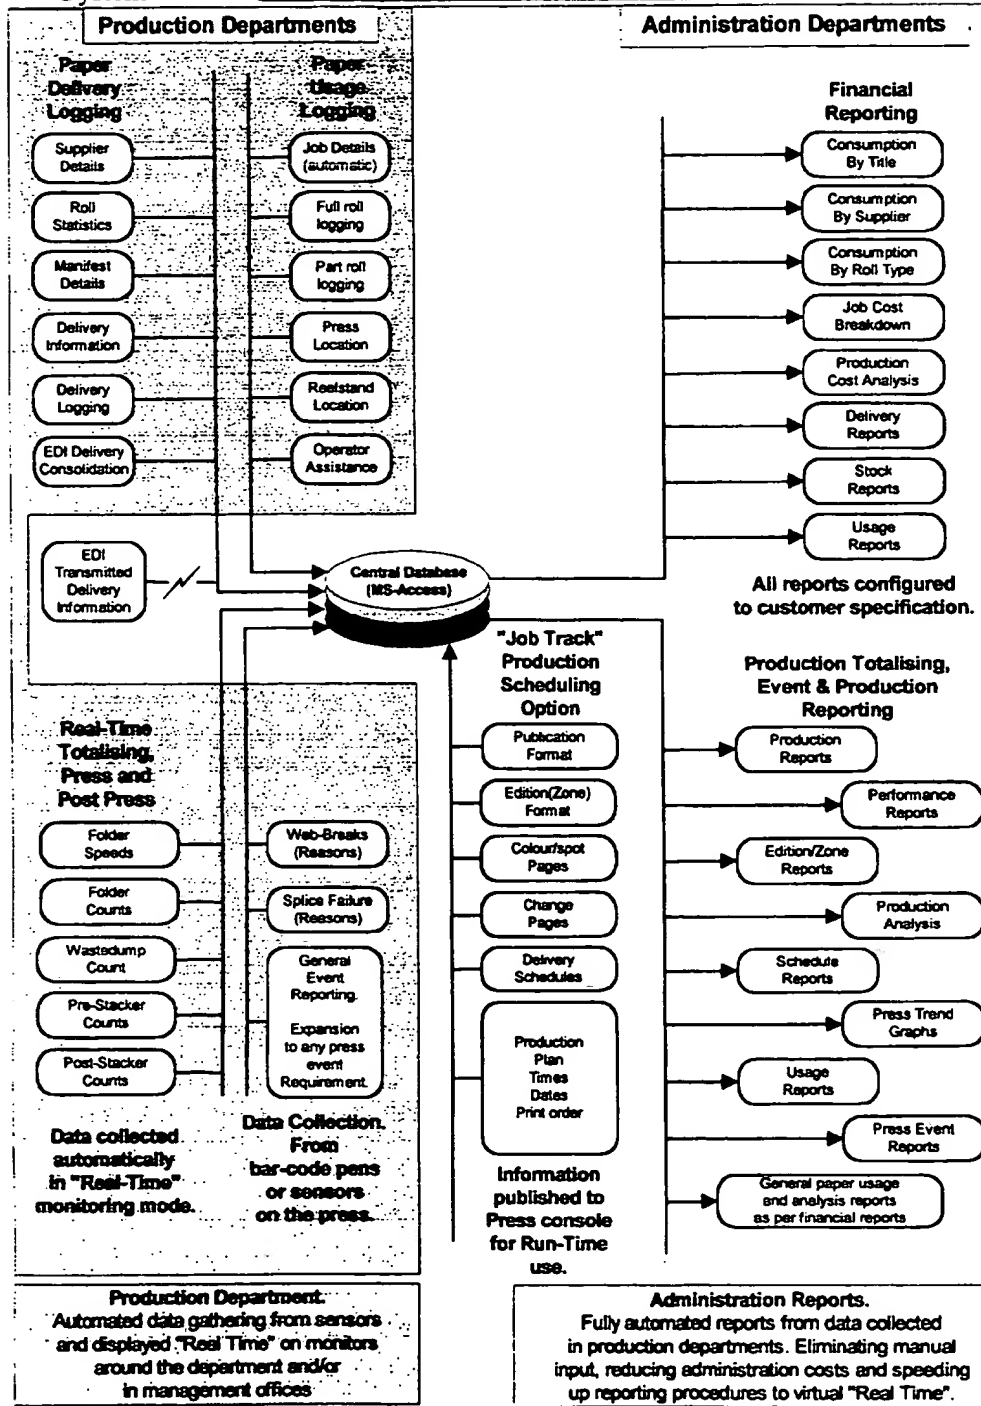 Production Departments
Administration Departments
Paper
Delivery
Logging
Supplier
Details
Roll
Statistics
Manifest
Details
Delivery
Information
Delivery
Logging
EDI Delivery
Consolidation
Paper
Usage
Logging
Job Details
(automatic)
Full roll
logging
Part roll
logging
Press
Location
Reelstand
Location
Operator
Assistance
Financial
Reporting
Consumption
By Title
Consumption
By Supplier
Consumption
By Roll Type
Job Cost
Breakdown
Production
Cost Analysis
Delivery
Reports
Stock
Reports
Usage
Reports
All reports configured
to customer specification.
EDI
Transmitted
Delivery
Information
Central Database
(MS-Access)
Real-Time
Totalising,
Press and
Post Press
Folder
Speeds
Folder
Counts
Wastedump
Count
Pre-Stacker
Counts
Post-Stacker
Counts
Data collected
automatically
in "Real-Time"
monitoring mode.
Web-Breaks
(Reasons)
Splice Failure
(Reasons)
General
Event
Reporting.
Expansion
to any press
event
Requirement.
Data Collection.
From
bar-code pens
or sensors
on the press.
"Job Track"
Production
Scheduling
Option
Publication
Format
Edition(Zone)
Format
Colour/spot
Pages
Change
Pages
Delivery
Schedules
Production
Plan
Times
Dates
Print order
Information
published to
Press console
for Run-Time
use.
Production Totalising,
Event & Production
Reporting
Production
Reports
Performance
Reports
Edition/Zone
Reports
Production
Analysis
Schedule
Reports
Press Trend
Graphs
Usage
Reports
Press Event
Reports
General paper usage
and analysis reports
as per financial reports
Production Department.
Automated data gathering from sensors
and displayed "Real Time" on monitors
around the department and/or
in management offices
Administration Reports.
Fully automated reports from data collected
in production departments. Eliminating manual
input, reducing administration costs and speeding
up reporting procedures to virtual "Real Time".